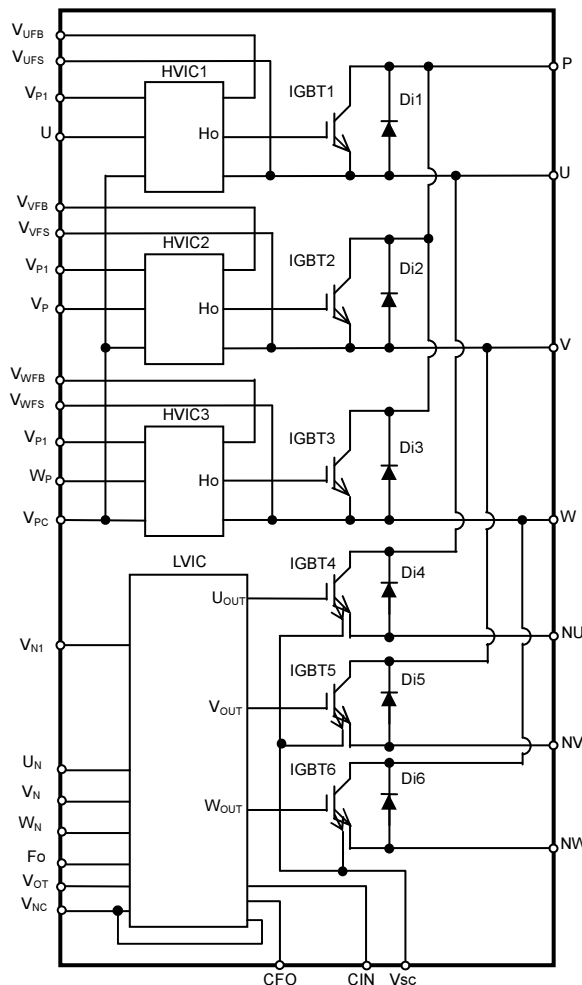 VUFB
VUFS
HVIC1
VP1
U
Ho
IGBT1
Di1
P
U
VVFB
VVFS
HVIC2
VP1
VP
Ho
IGBT2
Di2
V
VWFB
VWFS
HVIC3
VP1
WP
VPC
Ho
IGBT3
Di3
W
LVIC
UOUT
IGBT4
Di4
NU
VN1
VOUT
IGBT5
Di5
NV
UN
VN
WN
Fo
VOT
VNC
WOUT
IGBT6
Di6
NW
CFO
CIN
Vsc